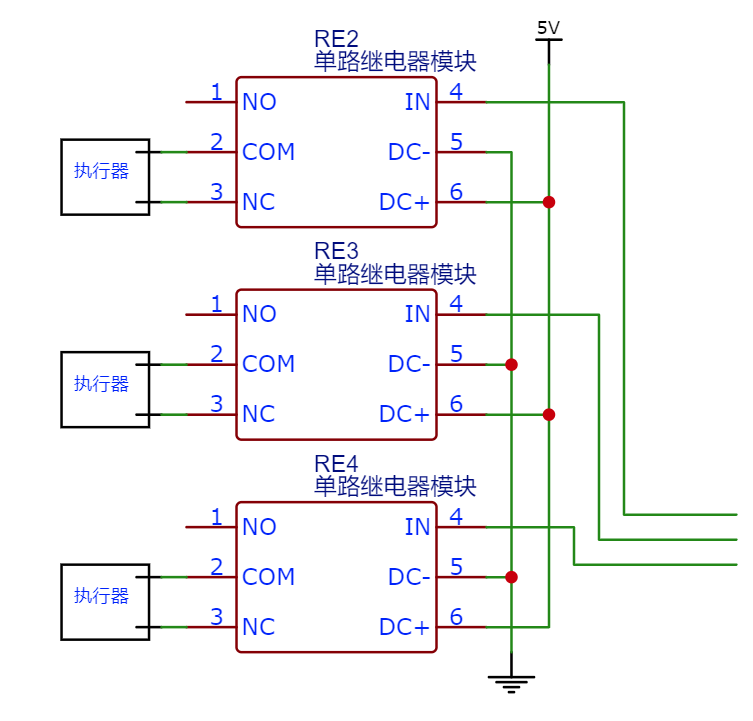 5V
RE2
单路继电器模块
1 NO IN 4
2 COM DC- 5
3 NC DC+ 6
执行器
RE3
单路继电器模块
1 NO IN 4
2 COM DC- 5
3 NC DC+ 6
执行器
RE4
单路继电器模块
1 NO IN 4
2 COM DC- 5
3 NC DC+ 6
执行器